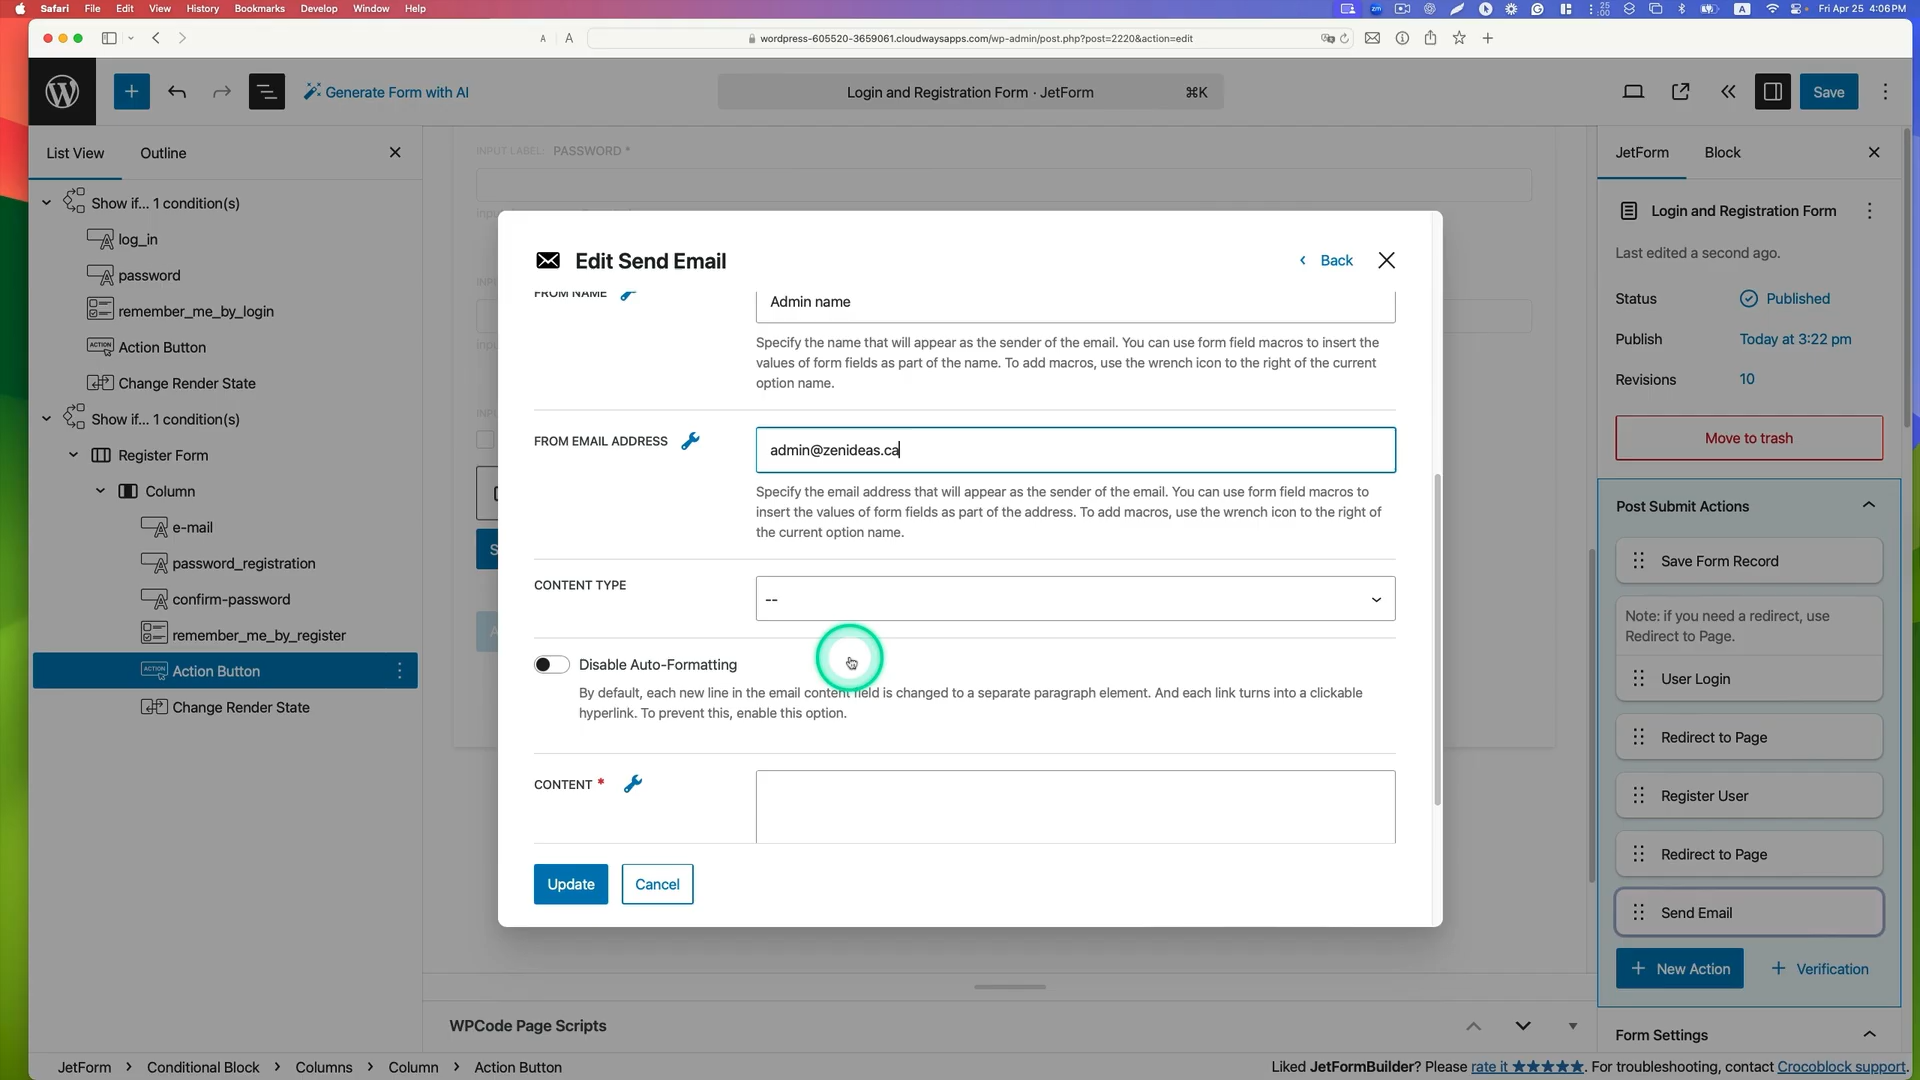 Safari File Edit View History Bookmarks Develop Window Help
25
:00
A
Fri Apr 25 4:06 PM
A A
wordpress-605520-3659061.cloudwaysapps.com/wp-admin/post.php?post=2220&action=edit
Generate Form with AI
Login and Registration Form · JetForm ⌘K
Save
List View Outline
Show if... 1 condition(s)
log_in
password
remember_me_by_login
ACTION Action Button
Change Render State
Show if... 1 condition(s)
Register Form
Column
e-mail
password_registration
confirm-password
remember_me_by_register
ACTION Action Button
Change Render State
INPUT LABEL: PASSWORD *
Edit Send Email
Back
FROM NAME
Admin name
Specify the name that will appear as the sender of the email. You can use form field macros to insert the
values of form fields as part of the name. To add macros, use the wrench icon to the right of the current
option name.
FROM EMAIL ADDRESS
admin@zenideas.ca
Specify the email address that will appear as the sender of the email. You can use form field macros to
insert the values of form fields as part of the address. To add macros, use the wrench icon to the right of
the current option name.
CONTENT TYPE
--
Disable Auto-Formatting
By default, each new line in the email content field is changed to a separate paragraph element. And each link turns into a clickable
hyperlink. To prevent this, enable this option.
CONTENT *
Update Cancel
JetForm Block
Login and Registration Form
Last edited a second ago.
Status Published
Publish Today at 3:22 pm
Revisions 10
Move to trash
Post Submit Actions
Save Form Record
Note: if you need a redirect, use
Redirect to Page.
User Login
Redirect to Page
Register User
Redirect to Page
Send Email
New Action Verification
Form Settings
WPCode Page Scripts
JetForm > Conditional Block > Columns > Column > Action Button
Liked JetFormBuilder? Please rate it ★★★★★. For troubleshooting, contact Crocoblock support.